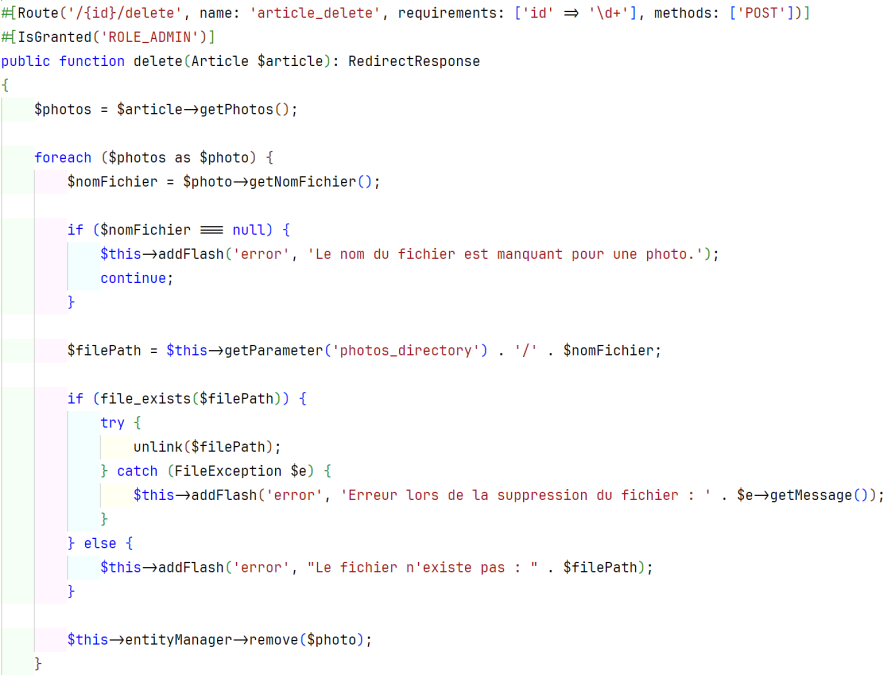 #[Route('/{id}/delete', name: 'article_delete', requirements: ['id' => '\d+'], methods: ['POST'])]
#[IsGranted('ROLE_ADMIN')]
public function delete(Article $article): RedirectResponse
{
    $photos = $article->getPhotos();
    foreach ($photos as $photo) {
        $nomFichier = $photo->getNomFichier();
        if ($nomFichier === null) {
            $this->addFlash('error', 'Le nom du fichier est manquant pour une photo.');
            continue;
        }
        $filePath = $this->getParameter('photos_directory') . '/' . $nomFichier;
        if (file_exists($filePath)) {
            try {
                unlink($filePath);
            } catch (FileException $e) {
                $this->addFlash('error', 'Erreur lors de la suppression du fichier : ' . $e->getMessage());
            }
        } else {
            $this->addFlash('error', "Le fichier n'existe pas : " . $filePath);
        }
        $this->entityManager->remove($photo);
    }